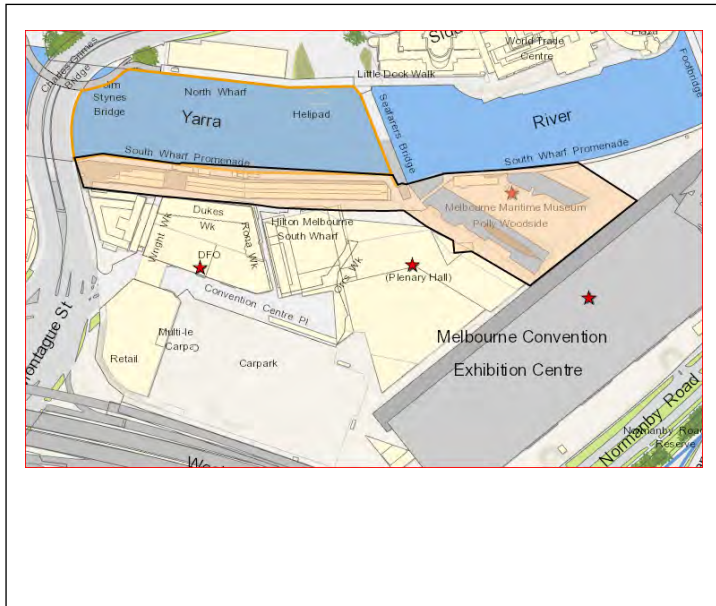 Charles Grimes
Bridge
Jim
Stynes
Bridge
North Wharf
Helipad
Yarra
South Wharf Promenade
Little Dock Walk
World Trade
Centre
Plaza
Footbridge
Seafarers Bridge
River
South Wharf Promenade
Melbourne Maritime Museum
Polly Woodside
Dukes
Wk
Wright Wk
DFO
Rona Wk
Hilton Melbourne
South Wharf
(Plenary Hall)
Convention Centre Pl
Multi-le
Carp
Retail
Carpark
Montague St
Melbourne Convention
Exhibition Centre
Normanby Road
Normanby Road
Reserve